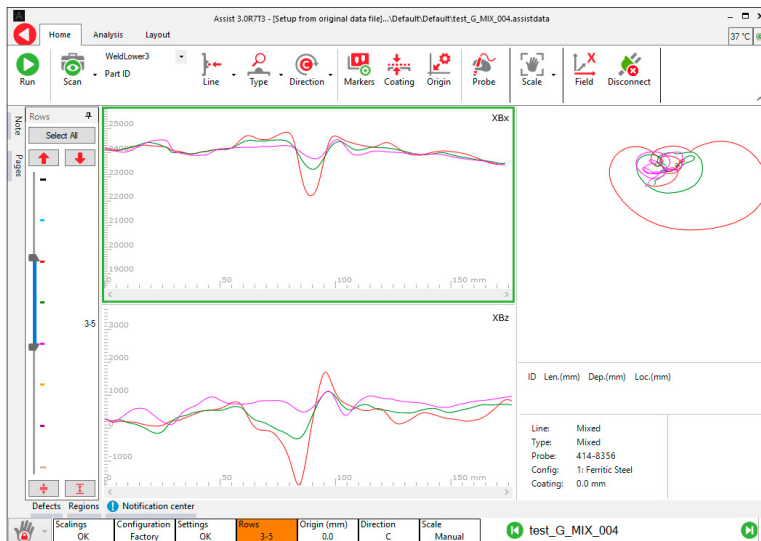 A
Assist 3.0R7T3 - [Setup from original data file]...\Default\Default\test_G_MIX_004.assistdata
Home Analysis Layout
37 °C
WeldLower3
Part ID
Run Scan Line Type Direction Markers Coating Origin Probe Scale Field Disconnect
Note
Pages
Rows
Select All
3-5
XBx
25000
24000
23000
22000
21000
20000
19000
0 50 100 150 mm
XBz
3000
2000
1000
0
-1000
50 100 150 mm
ID Len.(mm) Dep.(mm) Loc.(mm)
Line: Mixed
Type: Mixed
Probe: 414-8356
Config: 1: Ferritic Steel
Coating: 0.0 mm
Defects Regions Notification center
Scalings Configuration Settings Rows Origin (mm) Direction Scale
OK Factory OK 3-5 0.0 C Manual
test_G_MIX_004